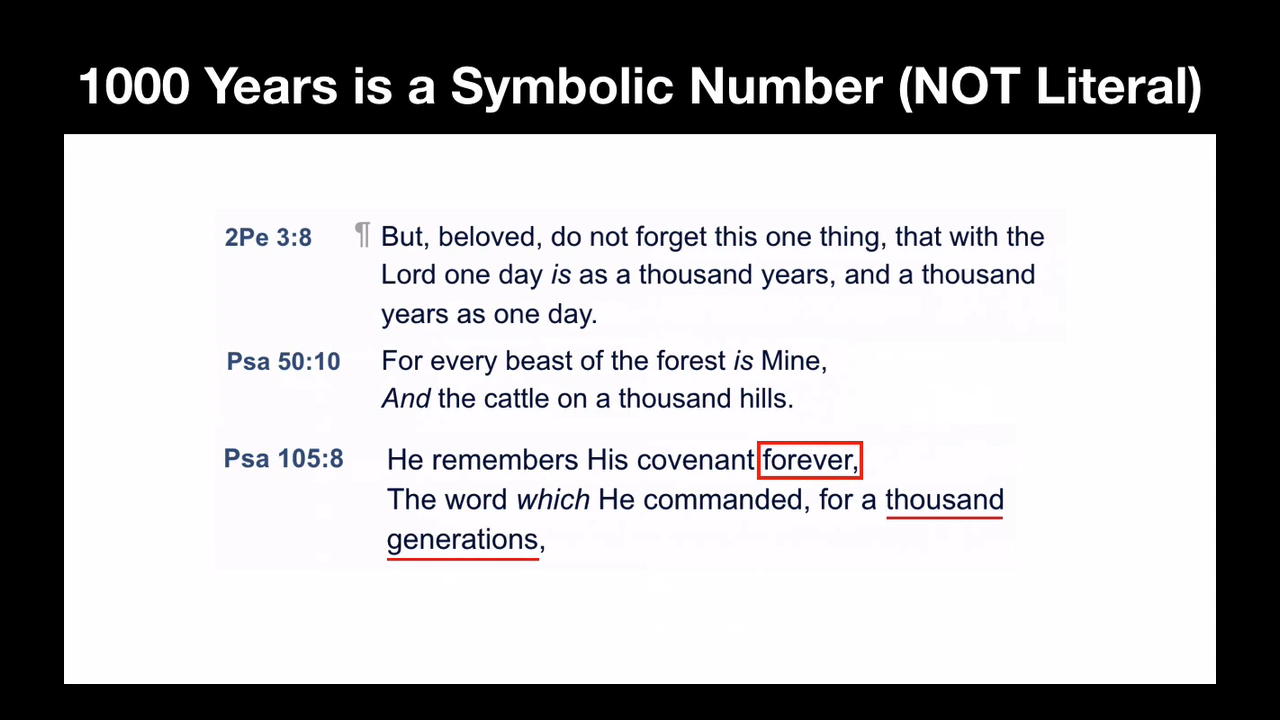 1000 Years is a Symbolic Number (NOT Literal)
2Pe 3:8 ¶ But, beloved, do not forget this one thing, that with the
Lord one day is as a thousand years, and a thousand
years as one day.
Psa 50:10 For every beast of the forest is Mine,
And the cattle on a thousand hills.
Psa 105:8 He remembers His covenant forever,
The word which He commanded, for a thousand
generations,